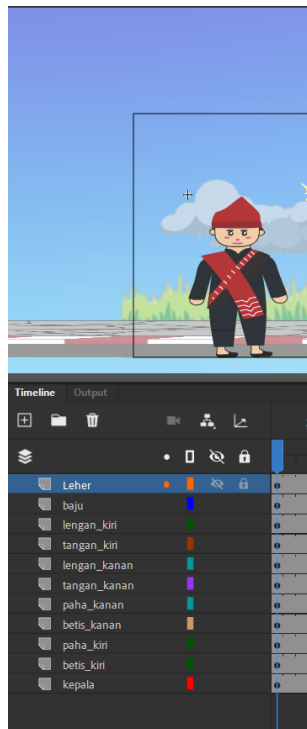 Timeline Output
Leher
baju
lengan_kiri
tangan_kiri
lengan_kanan
tangan_kanan
paha_kanan
betis_kanan
paha_kiri
betis_kiri
kepala